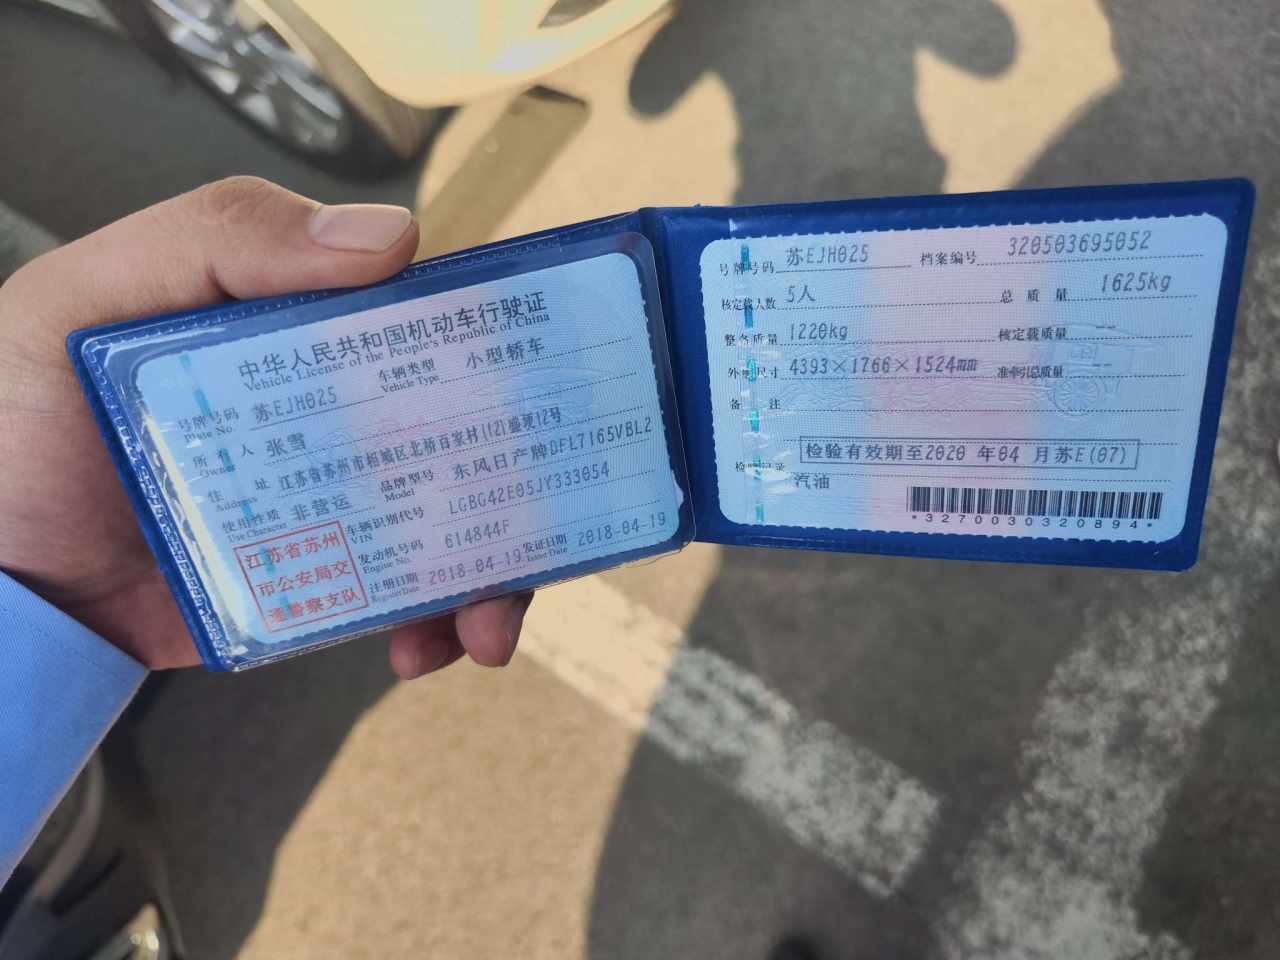 中华人民共和国机动车行驶证
Vehicle License of the People's Republic of China
号牌号码 苏EJH025 车辆类型 小型轿车
Plate No. Vehicle Type
所有人 张雪
Owner
住址 江苏省苏州市相城区北桥百家村(12)盛埂12号
Address
使用性质 非营运 品牌型号 东风日产牌DFL7165VBL2
Use Character Model
江苏省苏州
市公安局交
通警察支队
车辆识别代号 LGBG42E05JY333054
VIN
发动机号码 614844F
Engine No.
注册日期 2018-04-19 发证日期 2018-04-19
Register Date Issue Date
号牌号码 苏EJH025 档案编号 320503695052
核定载人数 5人 总质量 1625kg
整备质量 1220kg 核定载质量 --
外廓尺寸 4393×1766×1524mm 准牵引总质量 --
备注
检验记录 检验有效期至2020 年04 月苏E(07)
汽油
*3270030320894*